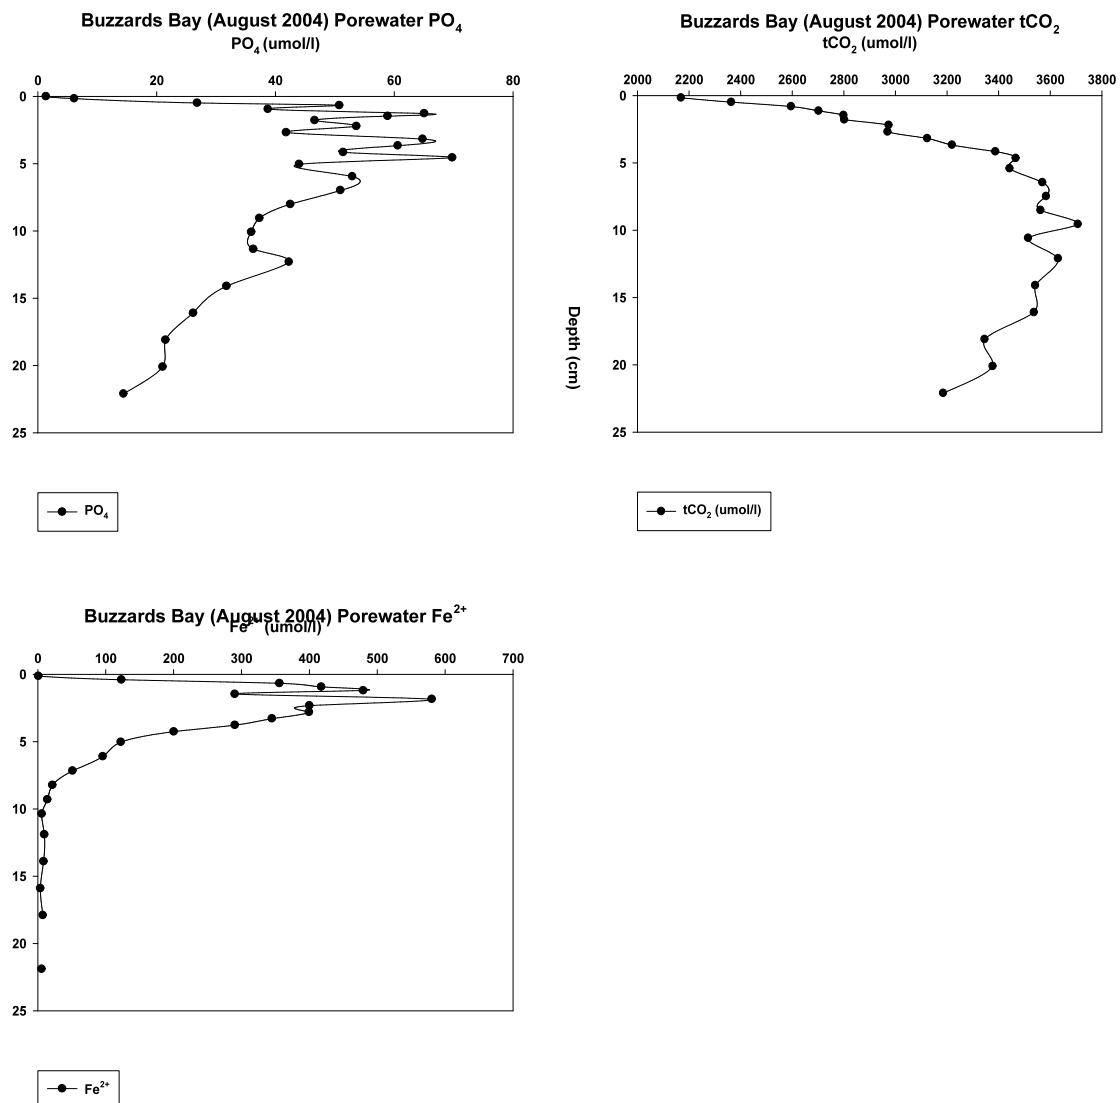 Buzzards Bay (August 2004) Porewater PO4
PO4 (umol/l)
0 20 40 60 80
0
5
10
15
20
25
PO4
Buzzards Bay (August 2004) Porewater tCO2
tCO2 (umol/l)
2000 2200 2400 2600 2800 3000 3200 3400 3600 3800
0
5
10
15
20
25
Depth (cm)
tCO2 (umol/l)
Buzzards Bay (August 2004) Porewater Fe2+
Fe2+ (umol/l)
0 100 200 300 400 500 600 700
0
5
10
15
20
25
Fe2+